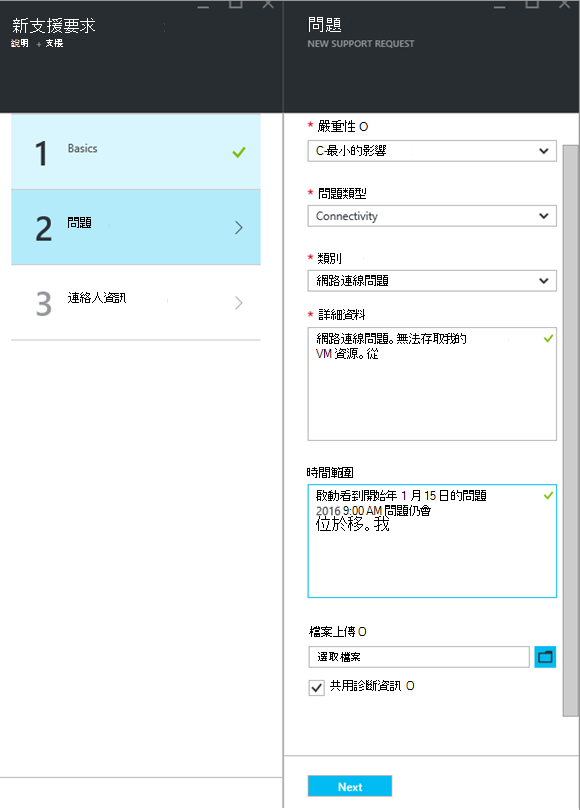 新支援要求
說明 + 支援
1 Basics
2 問題
3 連絡人資訊
問題
NEW SUPPORT REQUEST
* 嚴重性 O
C-最小的影響
* 問題類型
Connectivity
* 類別
網路連線問題
* 詳細資料
網路連線問題。無法存取我的
VM 資源。從
時間範圍
啟動看到開始年 1 月 15 日的問題
2016 9:00 AM 問題仍會
位於移。我
檔案上傳 O
選取檔案
共用診斷資訊 O
Next